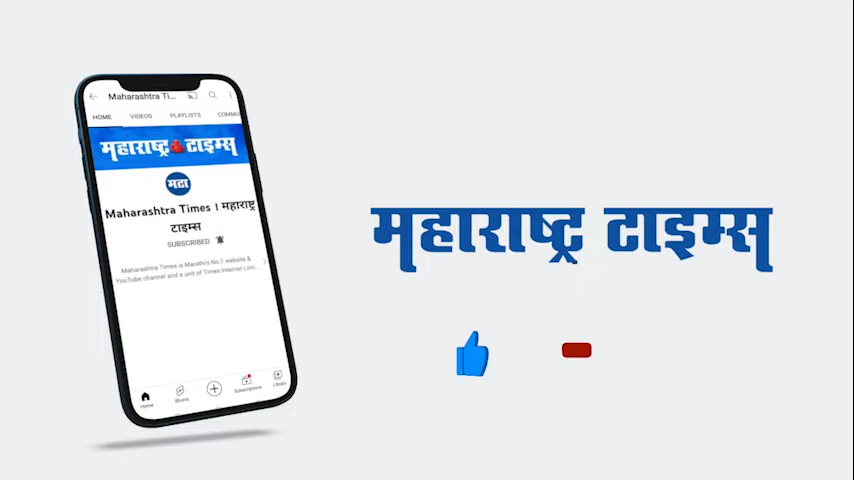 Maharashtra Ti...
HOME VIDEOS PLAYLISTS COMMU
महाराष्ट्र टाइम्स
मटा
Maharashtra Times । महाराष्ट्र
टाइम्स
SUBSCRIBED
Maharashtra Times is Marathi's No.1 website &
YouTube channel and a unit of Times Internet Limi...
Home Shorts Subscriptions Library
महाराष्ट्र टाइम्स